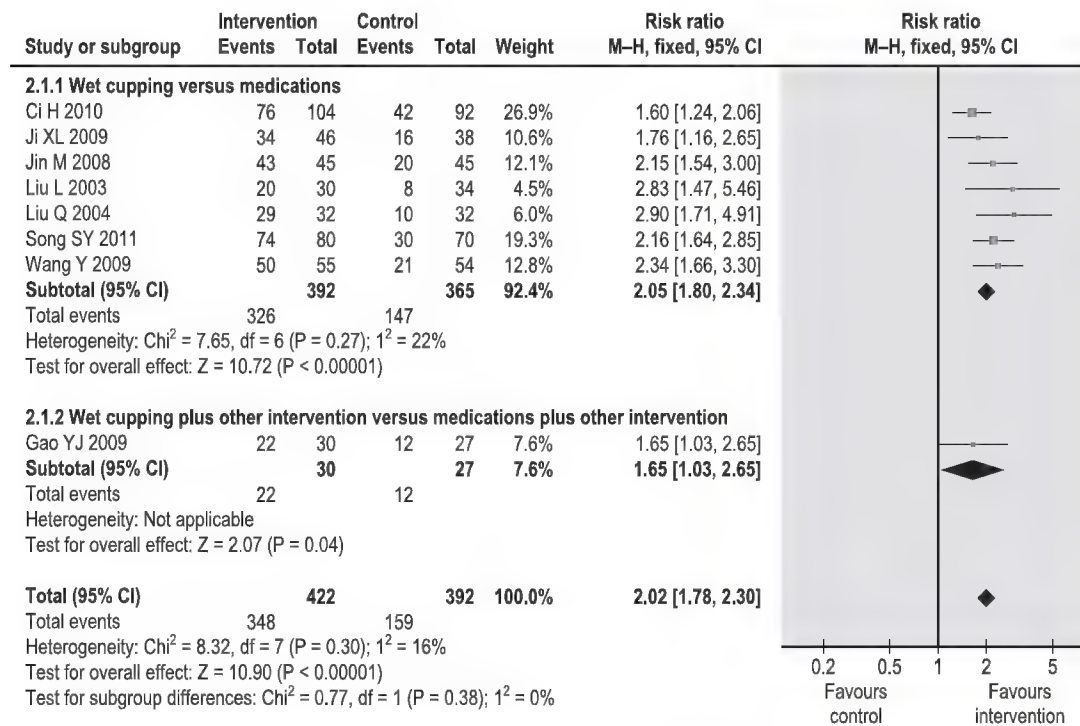 Intervention Control Risk ratio Risk ratio
Study or subgroup Events Total Events Total Weight M–H, fixed, 95% CI M–H, fixed, 95% CI
2.1.1 Wet cupping versus medications
Ci H 2010 76 104 42 92 26.9% 1.60 [1.24, 2.06]
Ji XL 2009 34 46 16 38 10.6% 1.76 [1.16, 2.65]
Jin M 2008 43 45 20 45 12.1% 2.15 [1.54, 3.00]
Liu L 2003 20 30 8 34 4.5% 2.83 [1.47, 5.46]
Liu Q 2004 29 32 10 32 6.0% 2.90 [1.71, 4.91]
Song SY 2011 74 80 30 70 19.3% 2.16 [1.64, 2.85]
Wang Y 2009 50 55 21 54 12.8% 2.34 [1.66, 3.30]
Subtotal (95% CI) 392 365 92.4% 2.05 [1.80, 2.34]
Total events 326 147
Heterogeneity: Chi² = 7.65, df = 6 (P = 0.27); 1² = 22%
Test for overall effect: Z = 10.72 (P < 0.00001)
2.1.2 Wet cupping plus other intervention versus medications plus other intervention
Gao YJ 2009 22 30 12 27 7.6% 1.65 [1.03, 2.65]
Subtotal (95% CI) 30 27 7.6% 1.65 [1.03, 2.65]
Total events 22 12
Heterogeneity: Not applicable
Test for overall effect: Z = 2.07 (P = 0.04)
Total (95% CI) 422 392 100.0% 2.02 [1.78, 2.30]
Total events 348 159
Heterogeneity: Chi² = 8.32, df = 7 (P = 0.30); 1² = 16%
Test for overall effect: Z = 10.90 (P < 0.00001)
Test for subgroup differences: Chi² = 0.77, df = 1 (P = 0.38); 1² = 0%
0.2 0.5 1 2 5
Favours Favours
control intervention